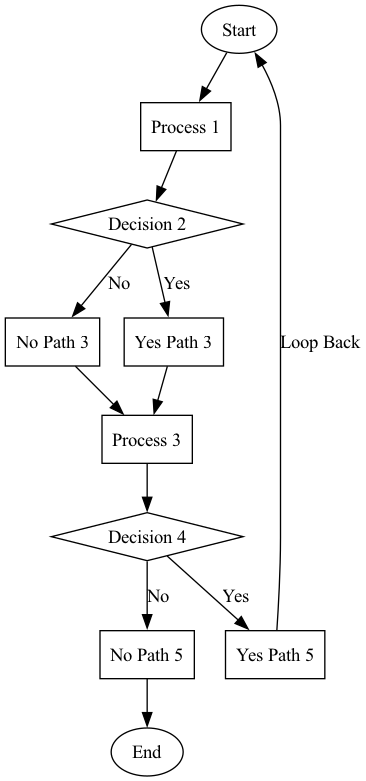 Start
Process 1
Decision 2
No
Yes
No Path 3
Yes Path 3
Loop Back
Process 3
Decision 4
No
Yes
No Path 5
Yes Path 5
End